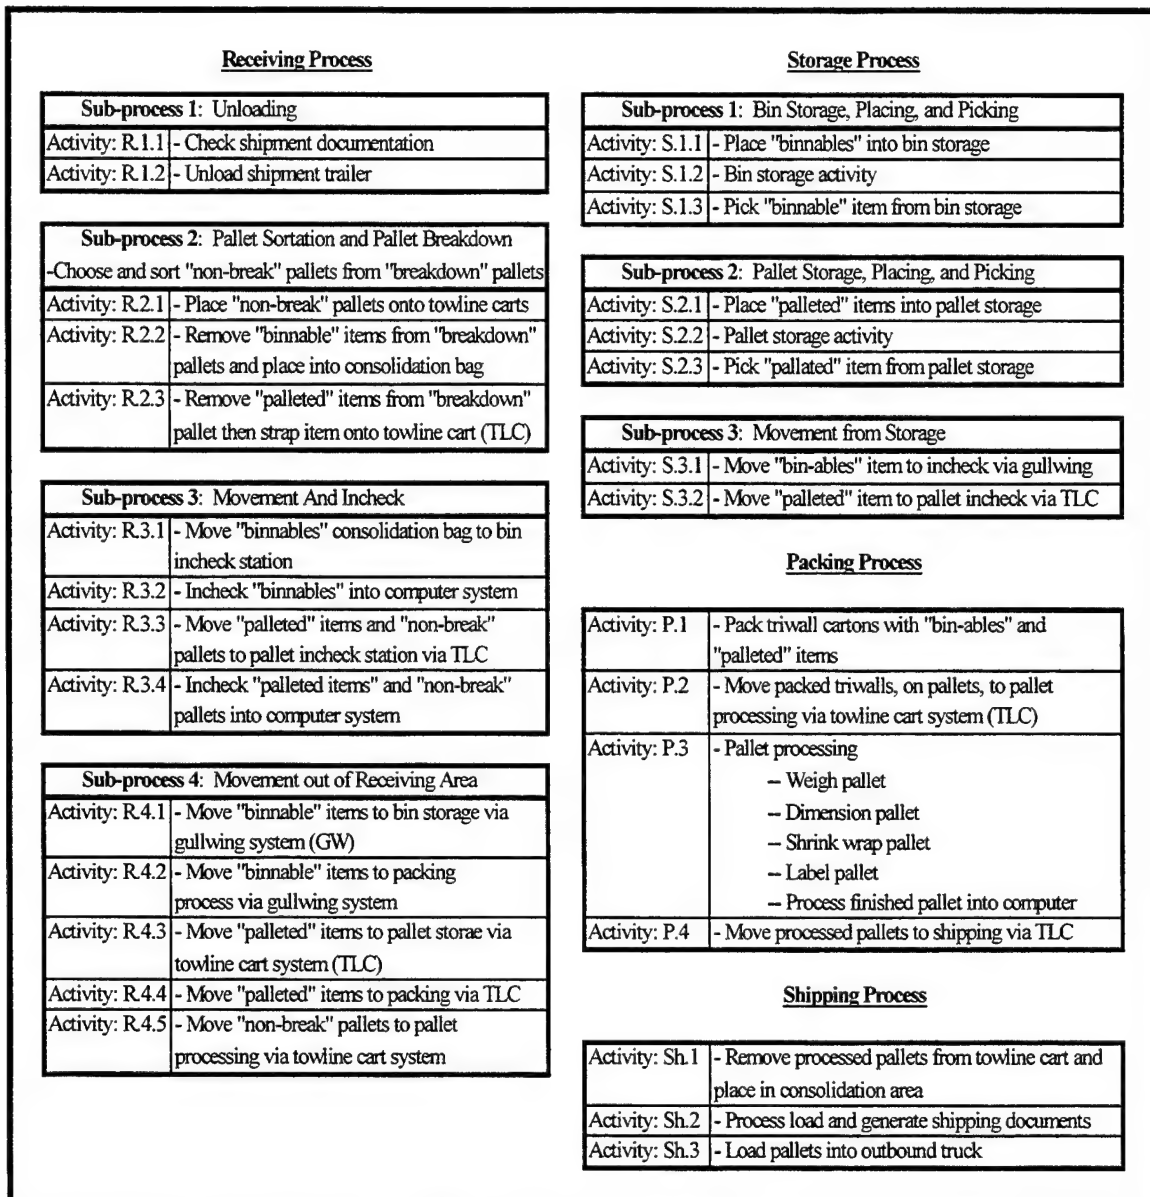 Receiving Process
Sub-process 1: Unloading
Activity: R.1.1 - Check shipment documentation
Activity: R.1.2 - Unload shipment trailer
Sub-process 2: Pallet Sortation and Pallet Breakdown
-Choose and sort "non-break" pallets from "breakdown" pallets
Activity: R.2.1 - Place "non-break" pallets onto towline carts
Activity: R.2.2 - Remove "binnable" items from "breakdown"
pallets and place into consolidation bag
Activity: R.2.3 - Remove "palleted" items from "breakdown"
pallet then strap item onto towline cart (TLC)
Sub-process 3: Movement And Incheck
Activity: R.3.1 - Move "binnables" consolidation bag to bin
incheck station
Activity: R.3.2 - Incheck "binnables" into computer system
Activity: R.3.3 - Move "palleted" items and "non-break"
pallets to pallet incheck station via TLC
Activity: R.3.4 - Incheck "palleted items" and "non-break"
pallets into computer system
Sub-process 4: Movement out of Receiving Area
Activity: R.4.1 - Move "binnable" items to bin storage via
gullwing system (GW)
Activity: R.4.2 - Move "binnable" items to packing
process via gullwing system
Activity: R.4.3 - Move "palleted" items to pallet storae via
towline cart system (TLC)
Activity: R.4.4 - Move "palleted" items to packing via TLC
Activity: R.4.5 - Move "non-break" pallets to pallet
processing via towline cart system
Storage Process
Sub-process 1: Bin Storage, Placing, and Picking
Activity: S.1.1 - Place "binnables" into bin storage
Activity: S.1.2 - Bin storage activity
Activity: S.1.3 - Pick "binnable" item from bin storage
Sub-process 2: Pallet Storage, Placing, and Picking
Activity: S.2.1 - Place "palleted" items into pallet storage
Activity: S.2.2 - Pallet storage activity
Activity: S.2.3 - Pick "pallated" item from pallet storage
Sub-process 3: Movement from Storage
Activity: S.3.1 - Move "bin-ables" item to incheck via gullwing
Activity: S.3.2 - Move "palleted" item to pallet incheck via TLC
Packing Process
Activity: P.1 - Pack triwall cartons with "bin-ables" and
"palleted" items
Activity: P.2 - Move packed triwalls, on pallets, to pallet
processing via towline cart system (TLC)
Activity: P.3 - Pallet processing
-- Weigh pallet
-- Dimension pallet
-- Shrink wrap pallet
-- Label pallet
-- Process finished pallet into computer
Activity: P.4 - Move processed pallets to shipping via TLC
Shipping Process
Activity: Sh.1 - Remove processed pallets from towline cart and
place in consolidation area
Activity: Sh.2 - Process load and generate shipping documents
Activity: Sh.3 - Load pallets into outbound truck